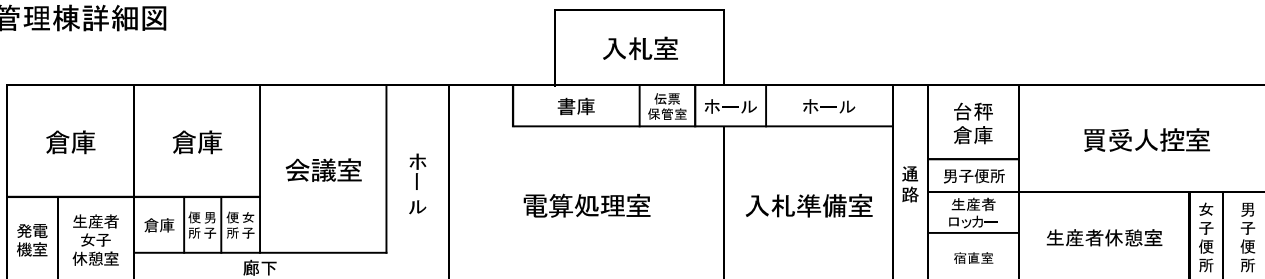 管理棟詳細図
入札室
倉庫
倉庫
会議室
ホール
書庫
伝票
保管室
ホール
ホール
通路
台秤
倉庫
買受人控室
電算処理室
入札準備室
男子便所
発電
機室
生産者
女子
休憩室
倉庫
男子
便所
女子
便所
廊下
生産者
ロッカー
宿直室
生産者休憩室
女子便所
男子便所